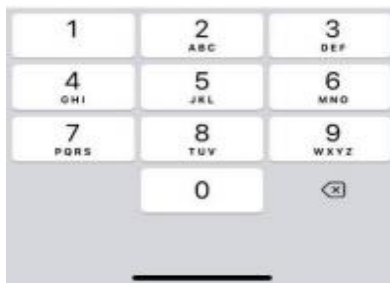 1 2 3
ABC DEF
4 5 6
GHI JKL MNO
7 8 9
PQRS TUV WXYZ
0